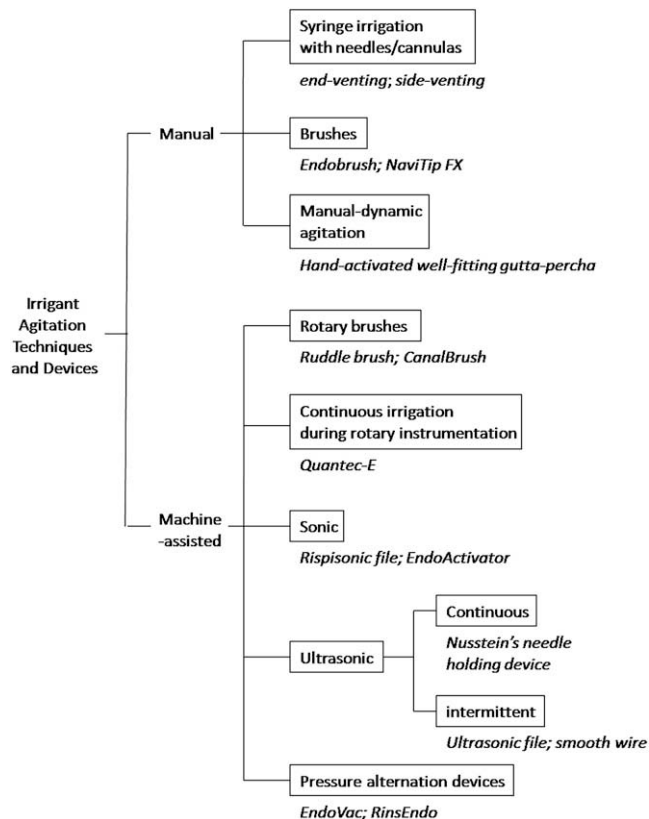 Irrigant
Agitation
Techniques
and Devices
Manual
Syringe irrigation
with needles/cannulas
end-venting; side-venting
Brushes
Endobrush; NaviTip FX
Manual-dynamic
agitation
Hand-activated well-fitting gutta-percha
Machine
-assisted
Rotary brushes
Ruddle brush; CanalBrush
Continuous irrigation
during rotary instrumentation
Quantec-E
Sonic
Rispisonic file; EndoActivator
Ultrasonic
Continuous
Nusstein's needle
holding device
intermittent
Ultrasonic file; smooth wire
Pressure alternation devices
EndoVac; RinsEndo